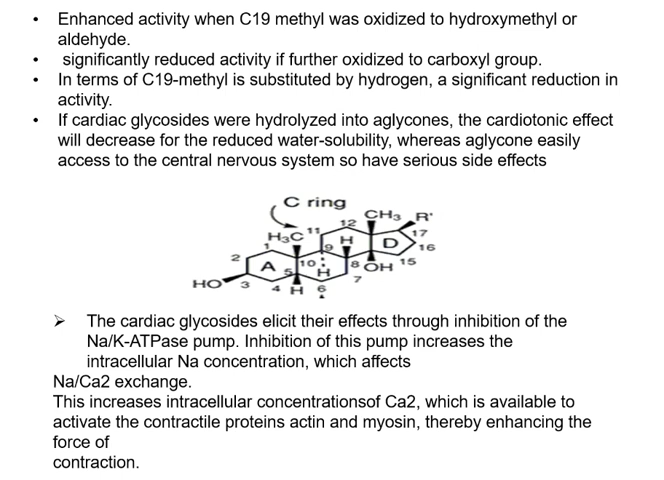 • Enhanced activity when C19 methyl was oxidized to hydroxymethyl or
aldehyde.
• significantly reduced activity if further oxidized to carboxyl group.
• In terms of C19-methyl is substituted by hydrogen, a significant reduction in
activity.
• If cardiac glycosides were hydrolyzed into aglycones, the cardiotonic effect
will decrease for the reduced water-solubility, whereas aglycone easily
access to the central nervous system so have serious side effects
C ring
CH3 R'
12
17
H3C 11
H D 16
1 9
2
A 10 8 OH 15
5 H
7
HO 3 4 H 6
➢ The cardiac glycosides elicit their effects through inhibition of the
Na/K-ATPase pump. Inhibition of this pump increases the
intracellular Na concentration, which affects
Na/Ca2 exchange.
This increases intracellular concentrationsof Ca2, which is available to
activate the contractile proteins actin and myosin, thereby enhancing the
force of
contraction.